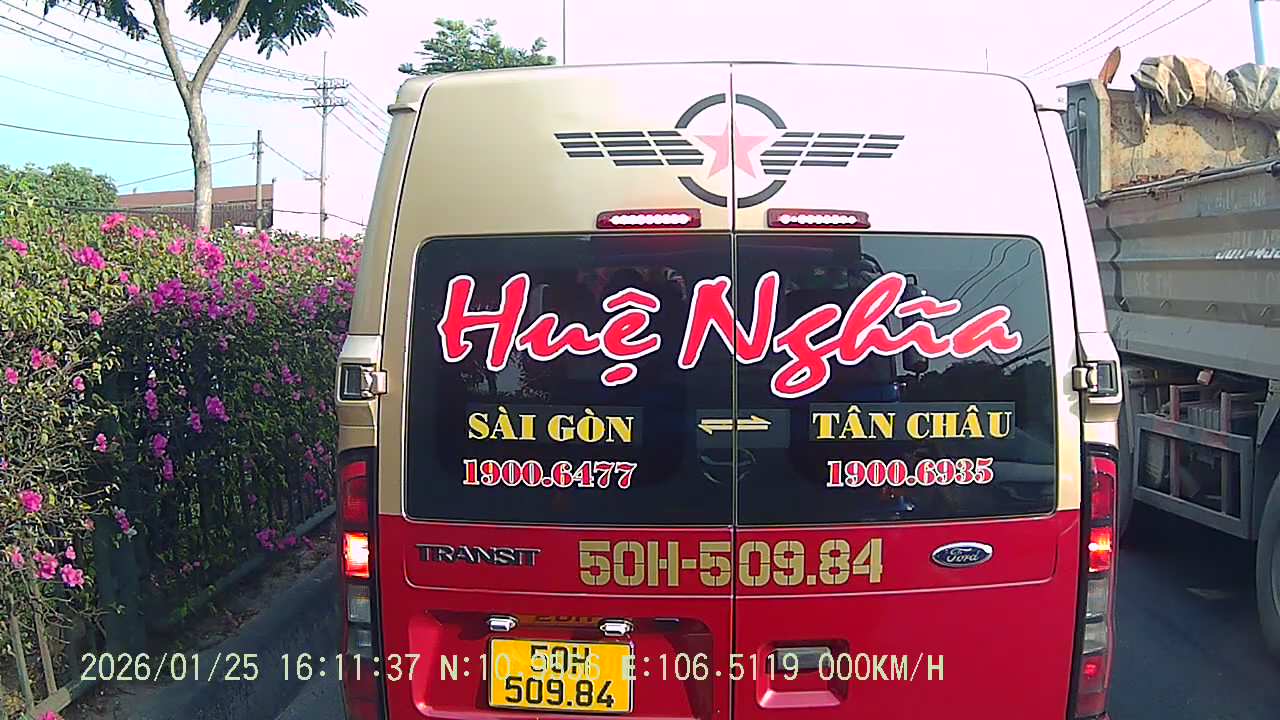 Huệ Nghĩa
SÀI GÒN ⇌ TÂN CHÂU
1900.6477 1900.6935
TRANSIT 50H-509.84 Ford
50H
509.84
2026/01/25 16:11:37 E:106.5119 000KM/H